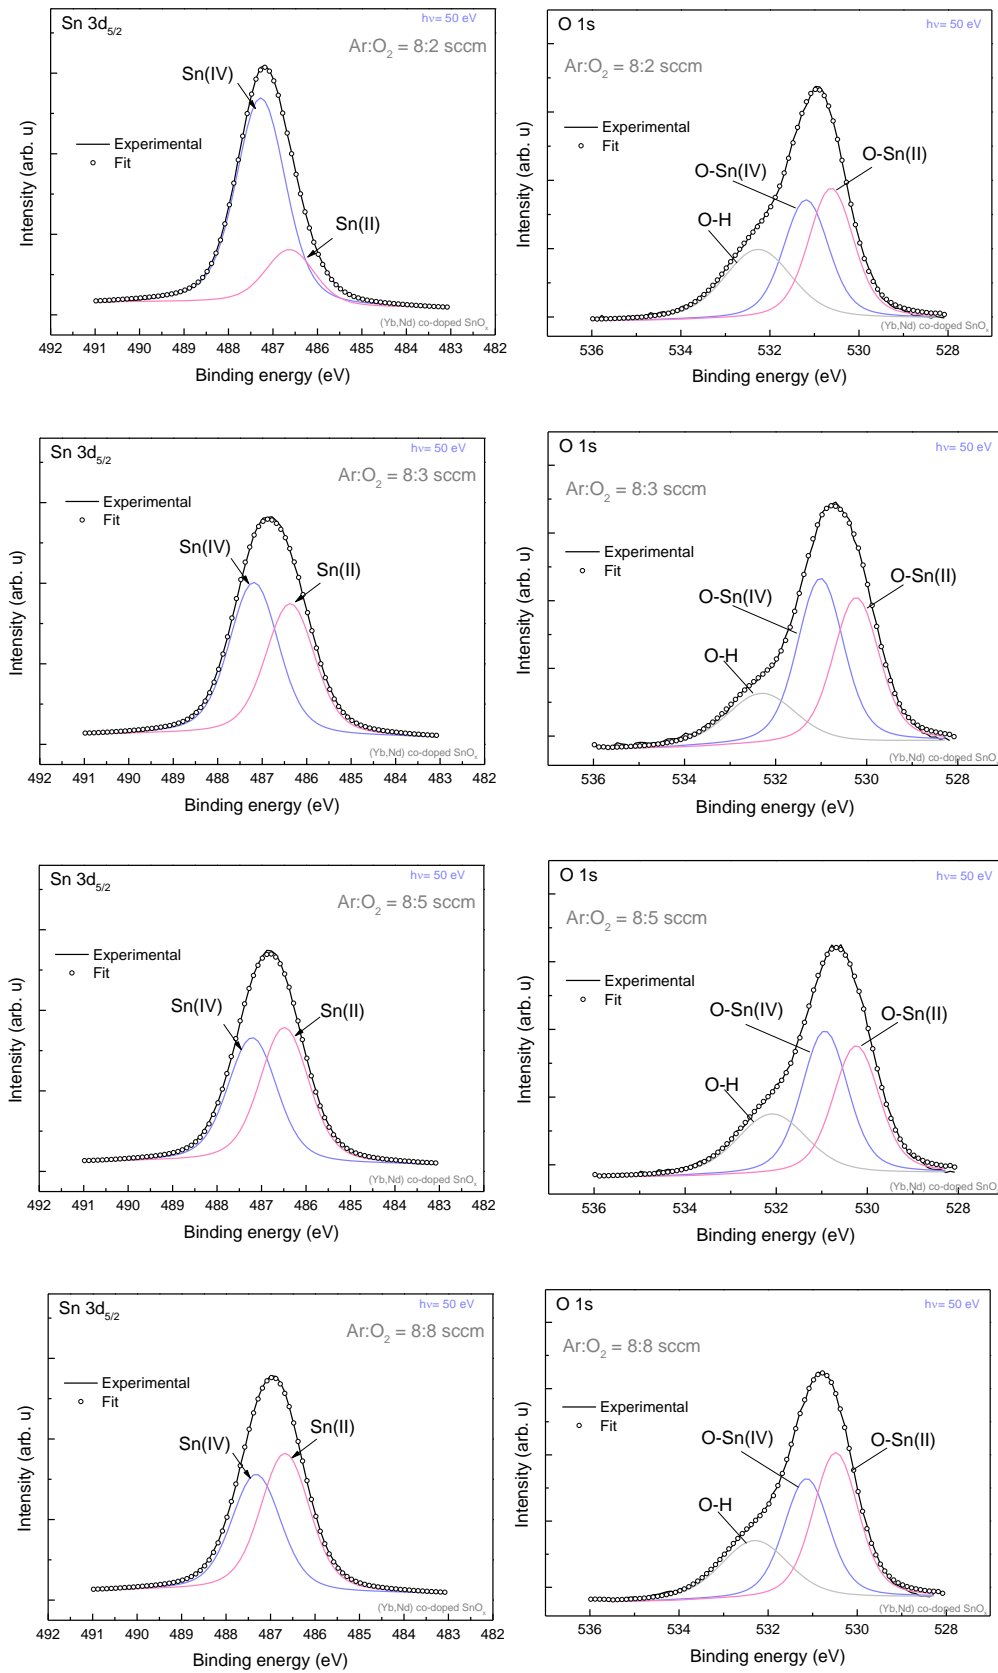 Sn 3d5/2
hν= 50 eV
Ar:O2 = 8:2 sccm
Sn(IV)
Experimental
Fit
Sn(II)
Intensity (arb. u)
(Yb,Nd) co-doped SnOx
492 491 490 489 488 487 486 485 484 483 482
Binding energy (eV)
O 1s
hν= 50 eV
Ar:O2 = 8:2 sccm
Experimental
Fit
O-Sn(II)
O-Sn(IV)
O-H
Intensity (arb. u)
(Yb,Nd) co-doped SnOx
536 534 532 530 528
Binding energy (eV)
Sn 3d5/2
hν= 50 eV
Ar:O2 = 8:3 sccm
Experimental
Fit
Sn(IV)
Sn(II)
Intensity (arb. u)
(Yb,Nd) co-doped SnOx
492 491 490 489 488 487 486 485 484 483 482
Binding energy (eV)
O 1s
hν= 50 eV
Ar:O2 = 8:3 sccm
Experimental
Fit
O-Sn(II)
O-Sn(IV)
O-H
Intensity (arb. u)
(Yb,Nd) co-doped SnO
536 534 532 530 528
Binding energy (eV)
Sn 3d5/2
hν= 50 eV
Ar:O2 = 8:5 sccm
Experimental
Fit
Sn(IV)
Sn(II)
Intensity (arb. u)
(Yb,Nd) co-doped SnOx
492 491 490 489 488 487 486 485 484 483 482
Binding energy (eV)
O 1s
hν= 50 eV
Ar:O2 = 8:5 sccm
Experimental
Fit
O-Sn(IV)
O-Sn(II)
O-H
Intensity (arb. u)
(Yb,Nd) co-doped SnO
536 534 532 530 528
Binding energy (eV)
Sn 3d5/2
hν= 50 eV
Ar:O2 = 8:8 sccm
Experimental
Fit
Sn(II)
Sn(IV)
Intensity (arb. u)
(Yb,Nd) co-doped SnOx
492 491 490 489 488 487 486 485 484 483 482
Binding energy (eV)
O 1s
hν= 50 eV
Ar:O2 = 8:8 sccm
Experimental
Fit
O-Sn(IV)
O-Sn(II)
O-H
Intensity (arb. u)
(Yb,Nd) co-doped SnOx
536 534 532 530 528
Binding energy (eV)